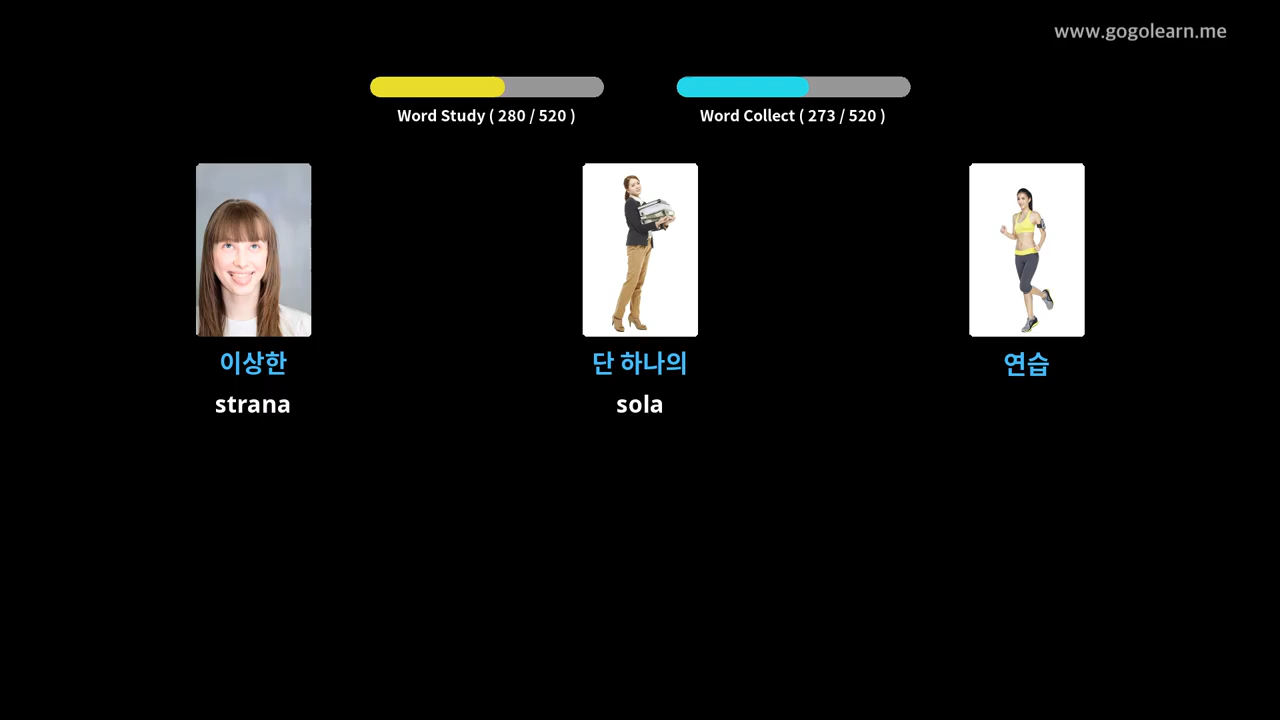 www.gogolearn.me
Word Study ( 280 / 520 )
Word Collect ( 273 / 520 )
이상한
단 하나의
연습
strana
sola